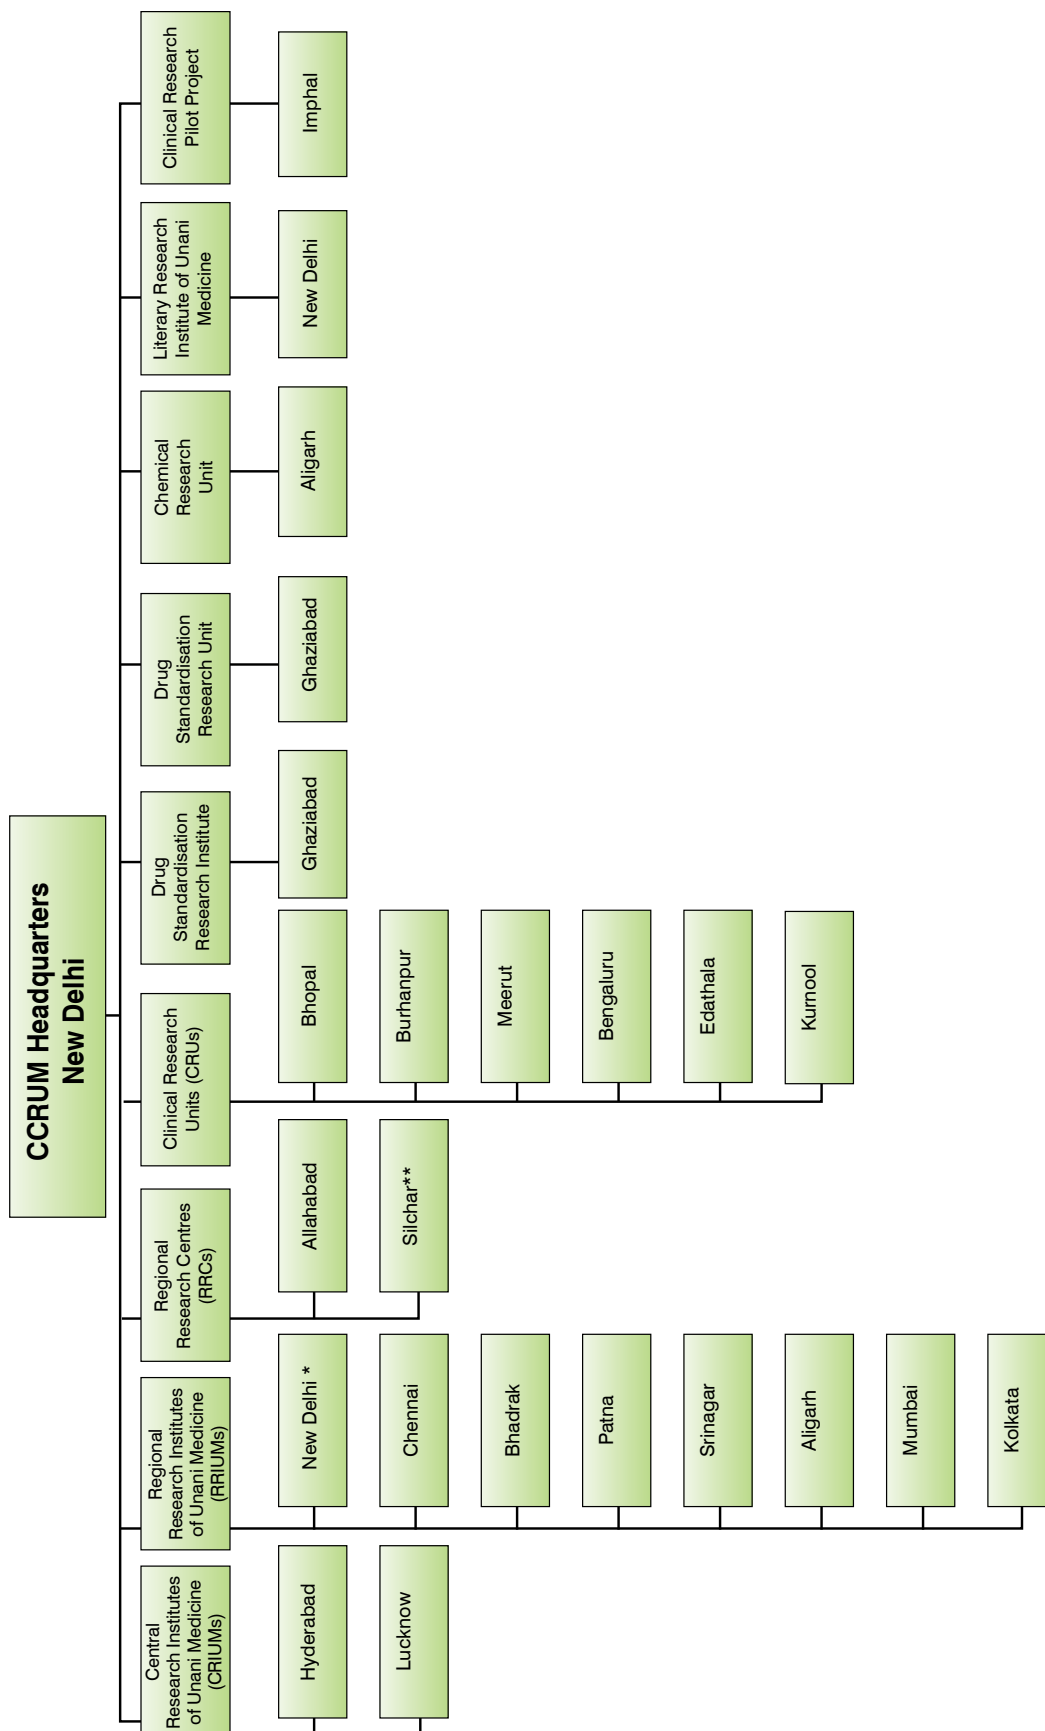 CCRUM Headquarters
New Delhi
Central
Research Institutes
of Unani Medicine
(CRIUMs)
Hyderabad
Lucknow
Regional
Research Institutes
of Unani Medicine
(RRIUMs)
New Delhi *
Chennai
Bhadrak
Patna
Srinagar
Aligarh
Mumbai
Kolkata
Regional
Research Centres
(RRCs)
Allahabad
Silchar**
Clinical Research
Units (CRUs)
Bhopal
Burhanpur
Meerut
Bengaluru
Edathala
Kurnool
Drug
Standardisation
Research Institute
Ghaziabad
Drug
Standardisation
Research Unit
Ghaziabad
Chemical
Research
Unit
Aligarh
Literary Research
Institute of Unani
Medicine
New Delhi
Clinical Research
Pilot Project
Imphal